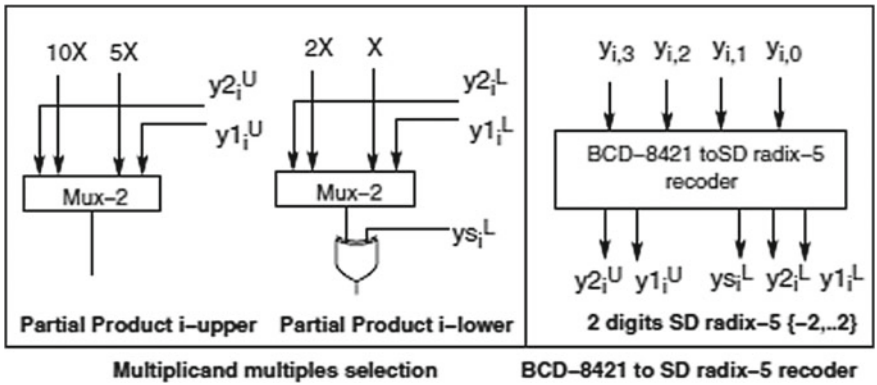 10X 5X
y2iU
y1iU
Mux-2
Partial Product i-upper
2X X
y2iL
y1iL
Mux-2
ysiL
Partial Product i-lower
yi,3 yi,2 yi,1 yi,0
BCD-8421 toSD radix-5
recoder
y2iU y1iU ysiL y2iL y1iL
2 digits SD radix-5 {-2,..2}
Multiplicand multiples selection
BCD-8421 to SD radix-5 recoder